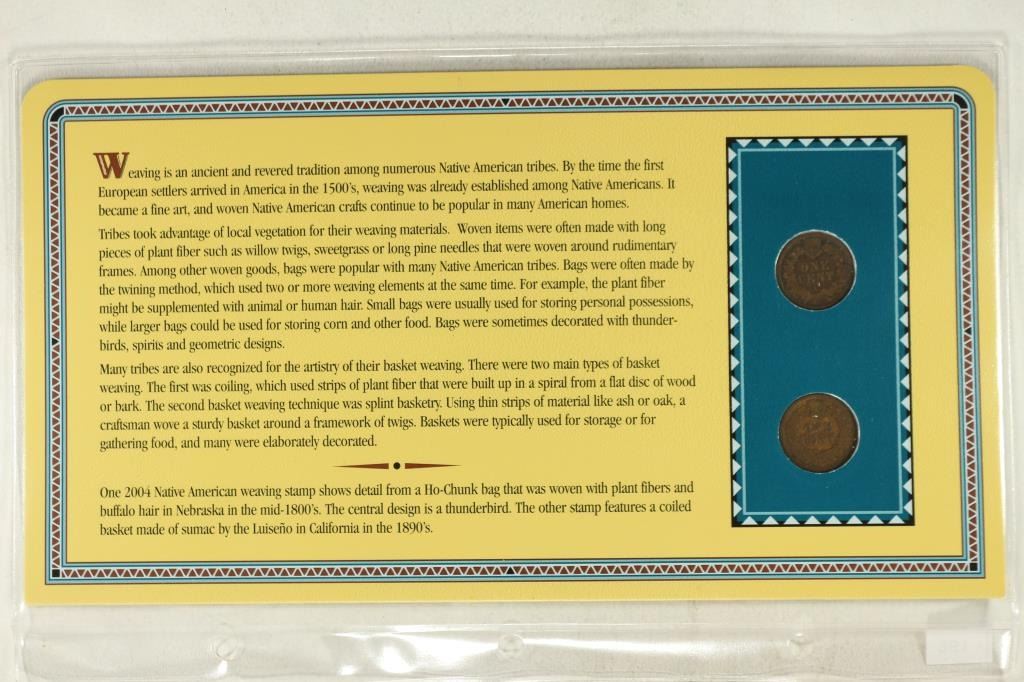 Weaving is an ancient and revered tradition among numerous Native American tribes. By the time the first
European settlers arrived in America in the 1500's, weaving was already established among Native Americans. It
became a fine art, and woven Native American crafts continue to be popular in many American homes.
Tribes took advantage of local vegetation for their weaving materials. Woven items were often made with long
pieces of plant fiber such as willow twigs, sweetgrass or long pine needles that were woven around rudimentary
frames. Among other woven goods, bags were popular with many Native American tribes. Bags were often made by
the twining method, which used two or more weaving elements at the same time. For example, the plant fiber
might be supplemented with animal or human hair. Small bags were usually used for storing personal possessions,
while larger bags could be used for storing corn and other food. Bags were sometimes decorated with thunder-
birds, spirits and geometric designs.
Many tribes are also recognized for the artistry of their basket weaving. There were two main types of basket
weaving. The first was coiling, which used strips of plant fiber that were built up in a spiral from a flat disc of wood
or bark. The second basket weaving technique was splint basketry. Using thin strips of material like ash or oak, a
craftsman wove a sturdy basket around a framework of twigs. Baskets were typically used for storage or for
gathering food, and many were elaborately decorated.
One 2004 Native American weaving stamp shows detail from a Ho-Chunk bag that was woven with plant fibers and
buffalo hair in Nebraska in the mid-1800's. The central design is a thunderbird. The other stamp features a coiled
basket made of sumac by the Luiseño in California in the 1890's.
ONE
CENT